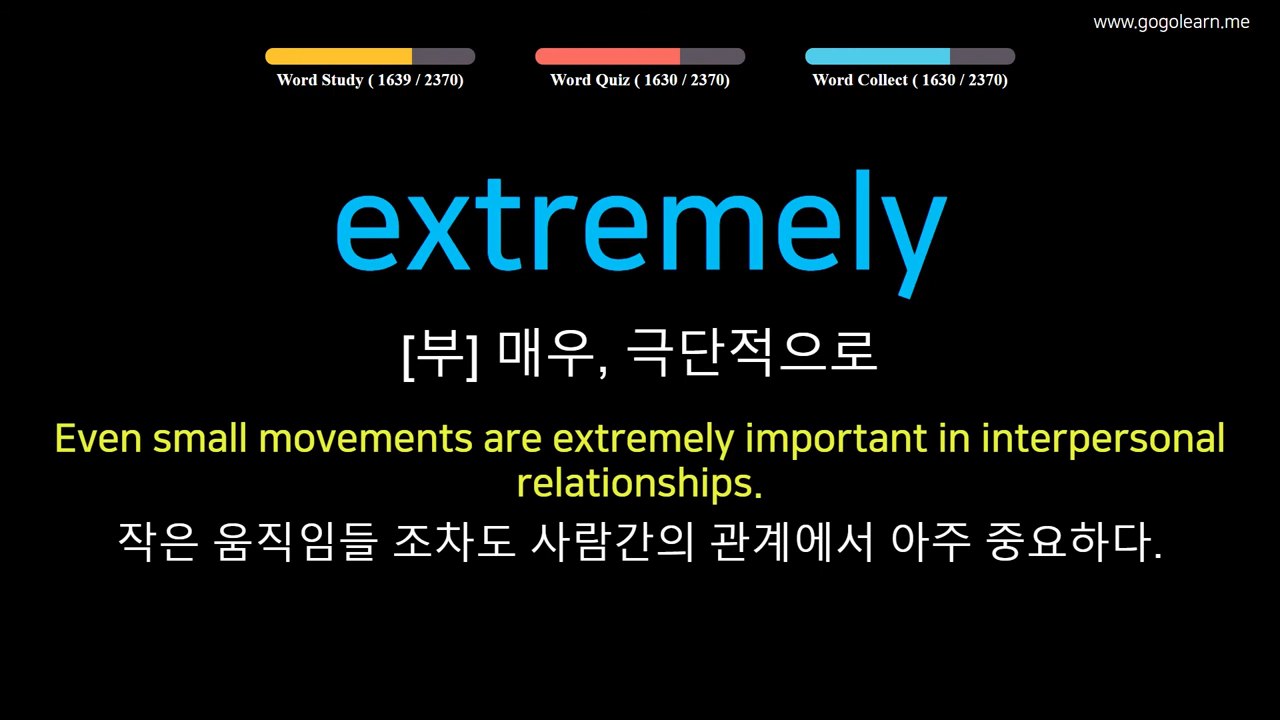 www.gogolearn.me
Word Study ( 1639 / 2370)
Word Quiz ( 1630 / 2370)
Word Collect ( 1630 / 2370)
extremely
[부] 매우, 극단적으로
Even small movements are extremely important in interpersonal
relationships.
작은 움직임들 조차도 사람간의 관계에서 아주 중요하다.